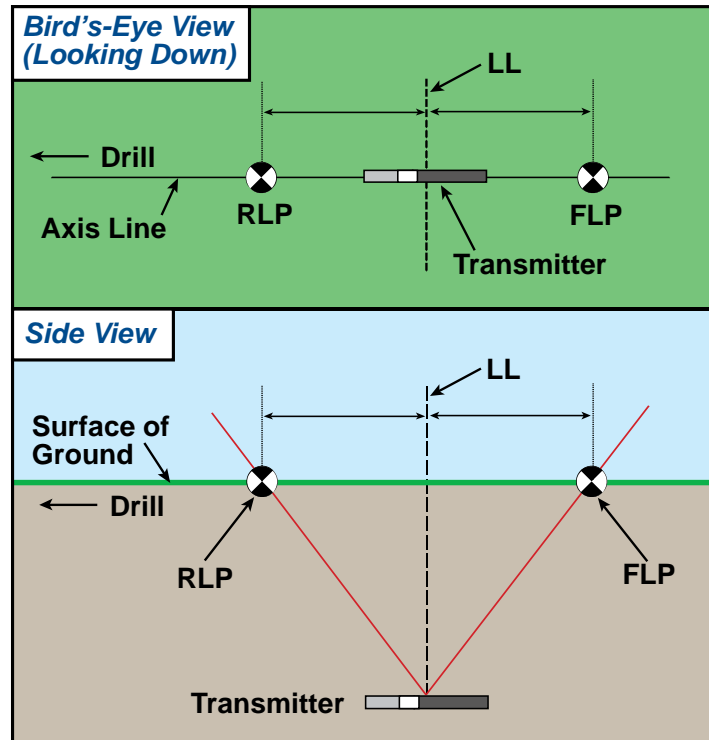 Bird's-Eye View
(Looking Down)
LL
Drill
RLP
FLP
Axis Line
Transmitter
Side View
LL
Surface of
Ground
Drill
RLP
FLP
Transmitter